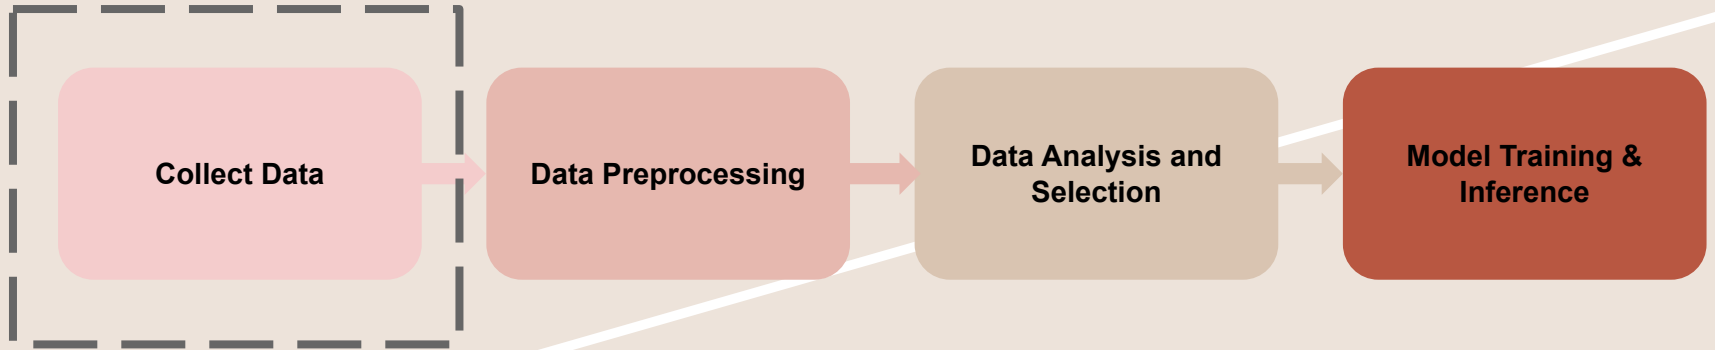 Collect Data
Data Preprocessing
Data Analysis and
Selection
Model Training &
Inference